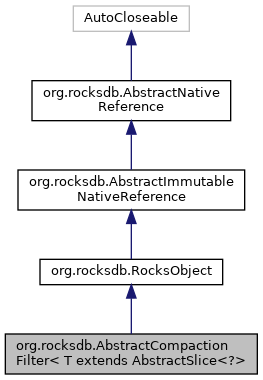 AutoCloseable
org.rocksdb.AbstractNative
Reference
org.rocksdb.AbstractImmutable
NativeReference
org.rocksdb.RocksObject
org.rocksdb.AbstractCompaction
Filter< T extends AbstractSlice<?>